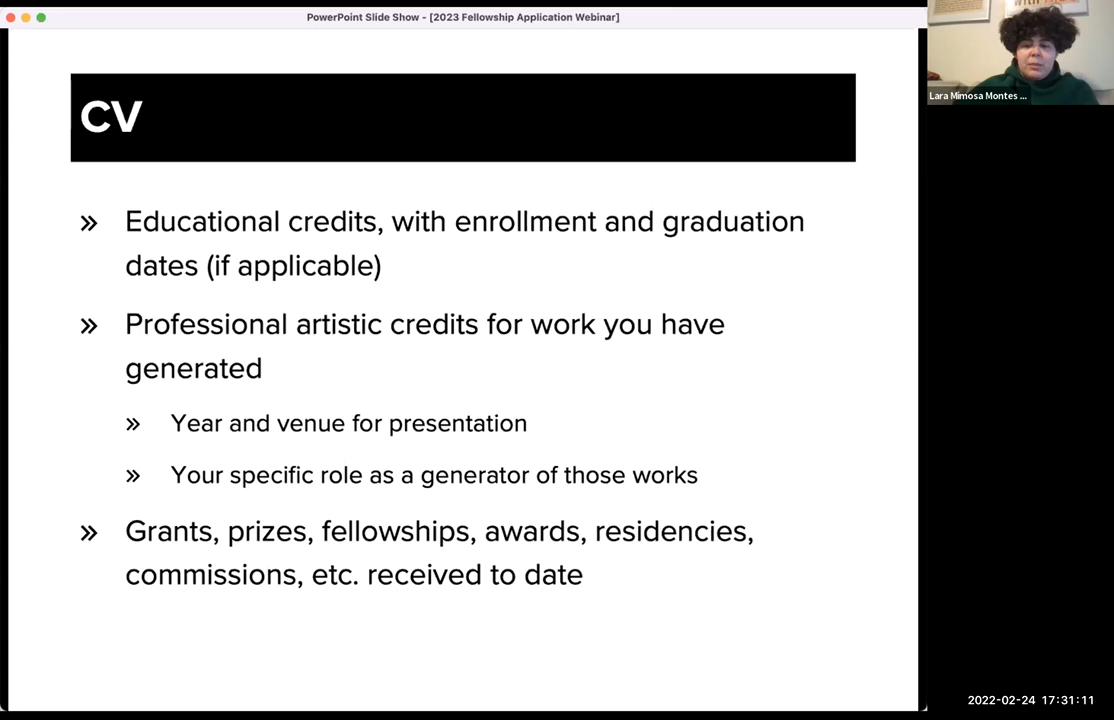 PowerPoint Slide Show - [2023 Fellowship Application Webinar]
CV
» Educational credits, with enrollment and graduation
dates (if applicable)
» Professional artistic credits for work you have
generated
» Year and venue for presentation
» Your specific role as a generator of those works
» Grants, prizes, fellowships, awards, residencies,
commissions, etc. received to date
Lara Mimosa Montes ...
2022-02-24 17:31:11